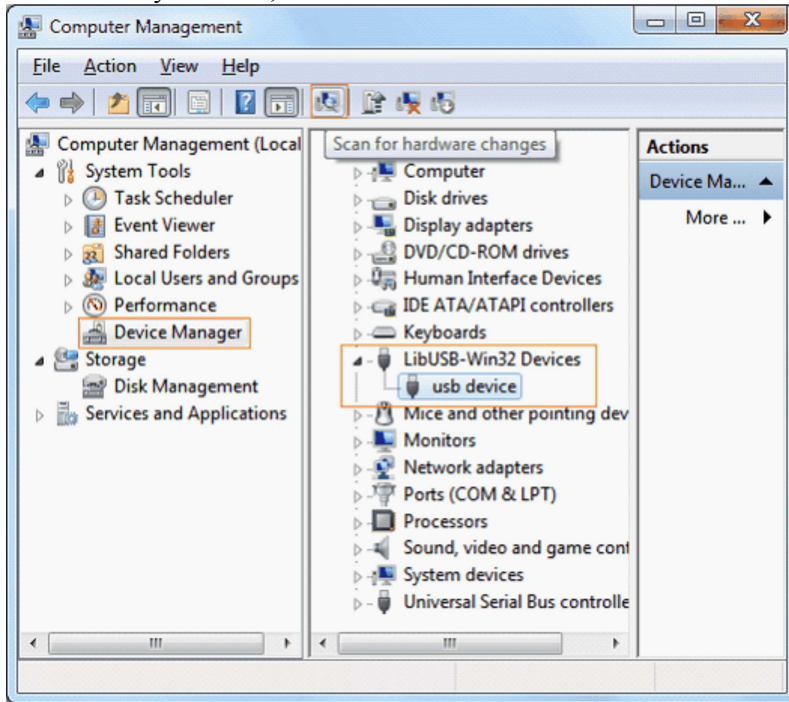 Computer Management
File Action View Help
Scan for hardware changes
Computer Management (Local
System Tools
Task Scheduler
Event Viewer
Shared Folders
Local Users and Groups
Performance
Device Manager
Storage
Disk Management
Services and Applications
Computer
Disk drives
Display adapters
DVD/CD-ROM drives
Human Interface Devices
IDE ATA/ATAPI controllers
Keyboards
LibUSB-Win32 Devices
usb device
Mice and other pointing dev
Monitors
Network adapters
Ports (COM & LPT)
Processors
Sound, video and game cont
System devices
Universal Serial Bus controlle
Actions
Device Ma...
More ...